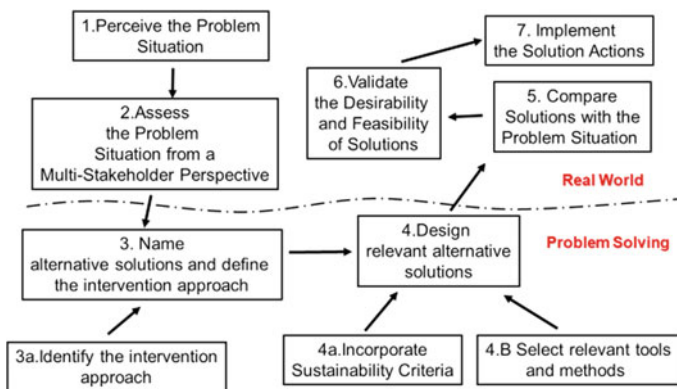 1.Perceive the Problem
Situation
2.Assess
the Problem
Situation from a
Multi-Stakeholder Perspective
3. Name
alternative solutions and define
the intervention approach
3a.Identify the intervention
approach
4.Design
relevant alternative
solutions
4a.Incorporate
Sustainability Criteria
4.B Select relevant tools
and methods
5. Compare
Solutions with the
Problem Situation
6.Validate
the Desirability
and Feasibility
of Solutions
7. Implement
the Solution Actions
Real World
Problem Solving